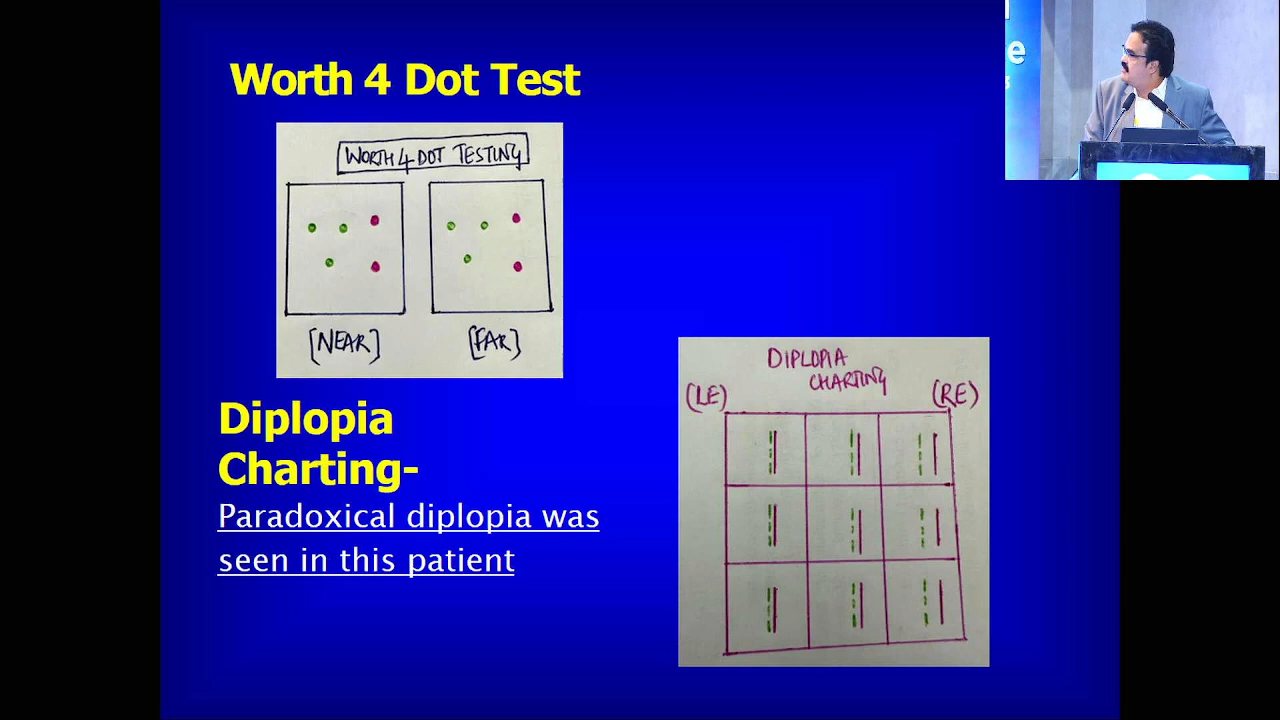 Worth 4 Dot Test
WORTH 4 DOT TESTING
[NEAR]
[FAR]
Diplopia
Charting-
Paradoxical diplopia was
seen in this patient
DIPLOPIA
CHARTING
(LE)
(RE)
e